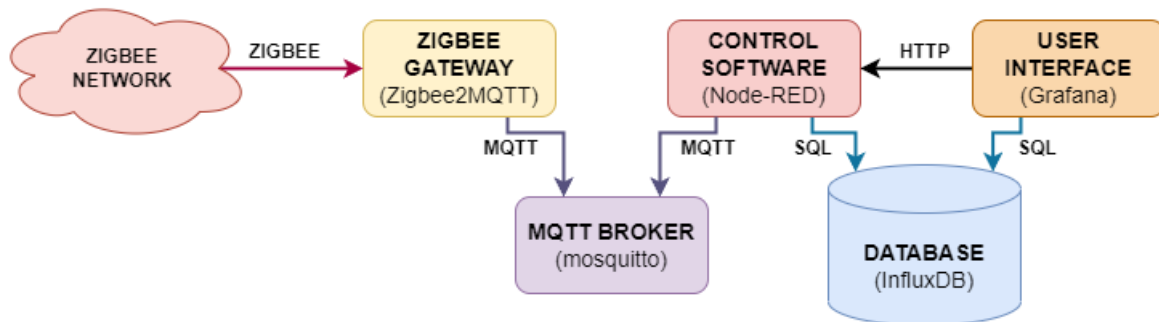 ZIGBEE
NETWORK
ZIGBEE
ZIGBEE
GATEWAY
(Zigbee2MQTT)
CONTROL
SOFTWARE
(Node-RED)
HTTP
USER
INTERFACE
(Grafana)
MQTT
MQTT
SQL
SQL
MQTT BROKER
(mosquitto)
DATABASE
(InfluxDB)